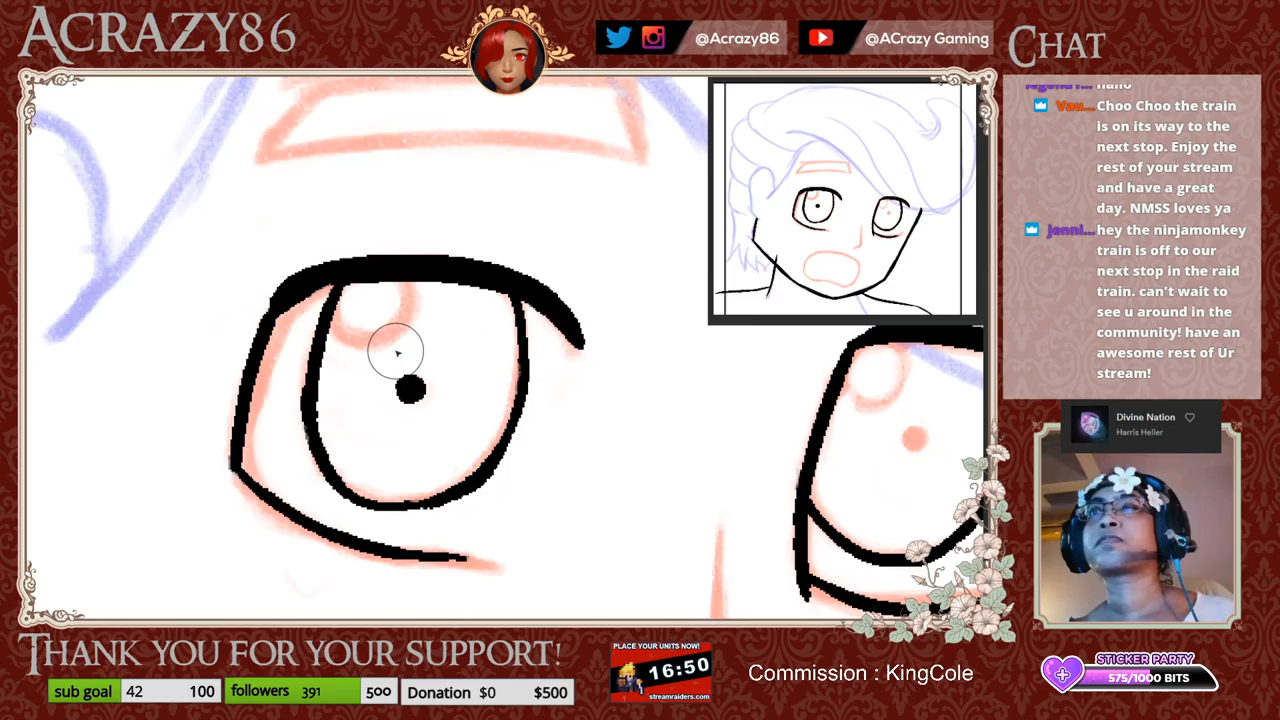 ACRAZY86
@Acrazy86
@ACrazy Gaming
CHAT
Vau... Choo Choo the train
is on its way to the
next stop. Enjoy the
rest of your stream
and have a great
day. NMSS loves ya
jenni... hey the ninjamonkey
train is off to our
next stop in the raid
train. can't wait to
see u around in the
community! have an
awesome rest of Ur
stream!
Divine Nation
Harris Heller
THANK YOU FOR YOUR SUPPORT!
sub goal 42 100
followers 391 500
Donation $0 $500
PLACE YOUR UNITS NOW!
16:50
streamraiders.com
Commission : KingCole
STICKER PARTY
575/1000 BITS